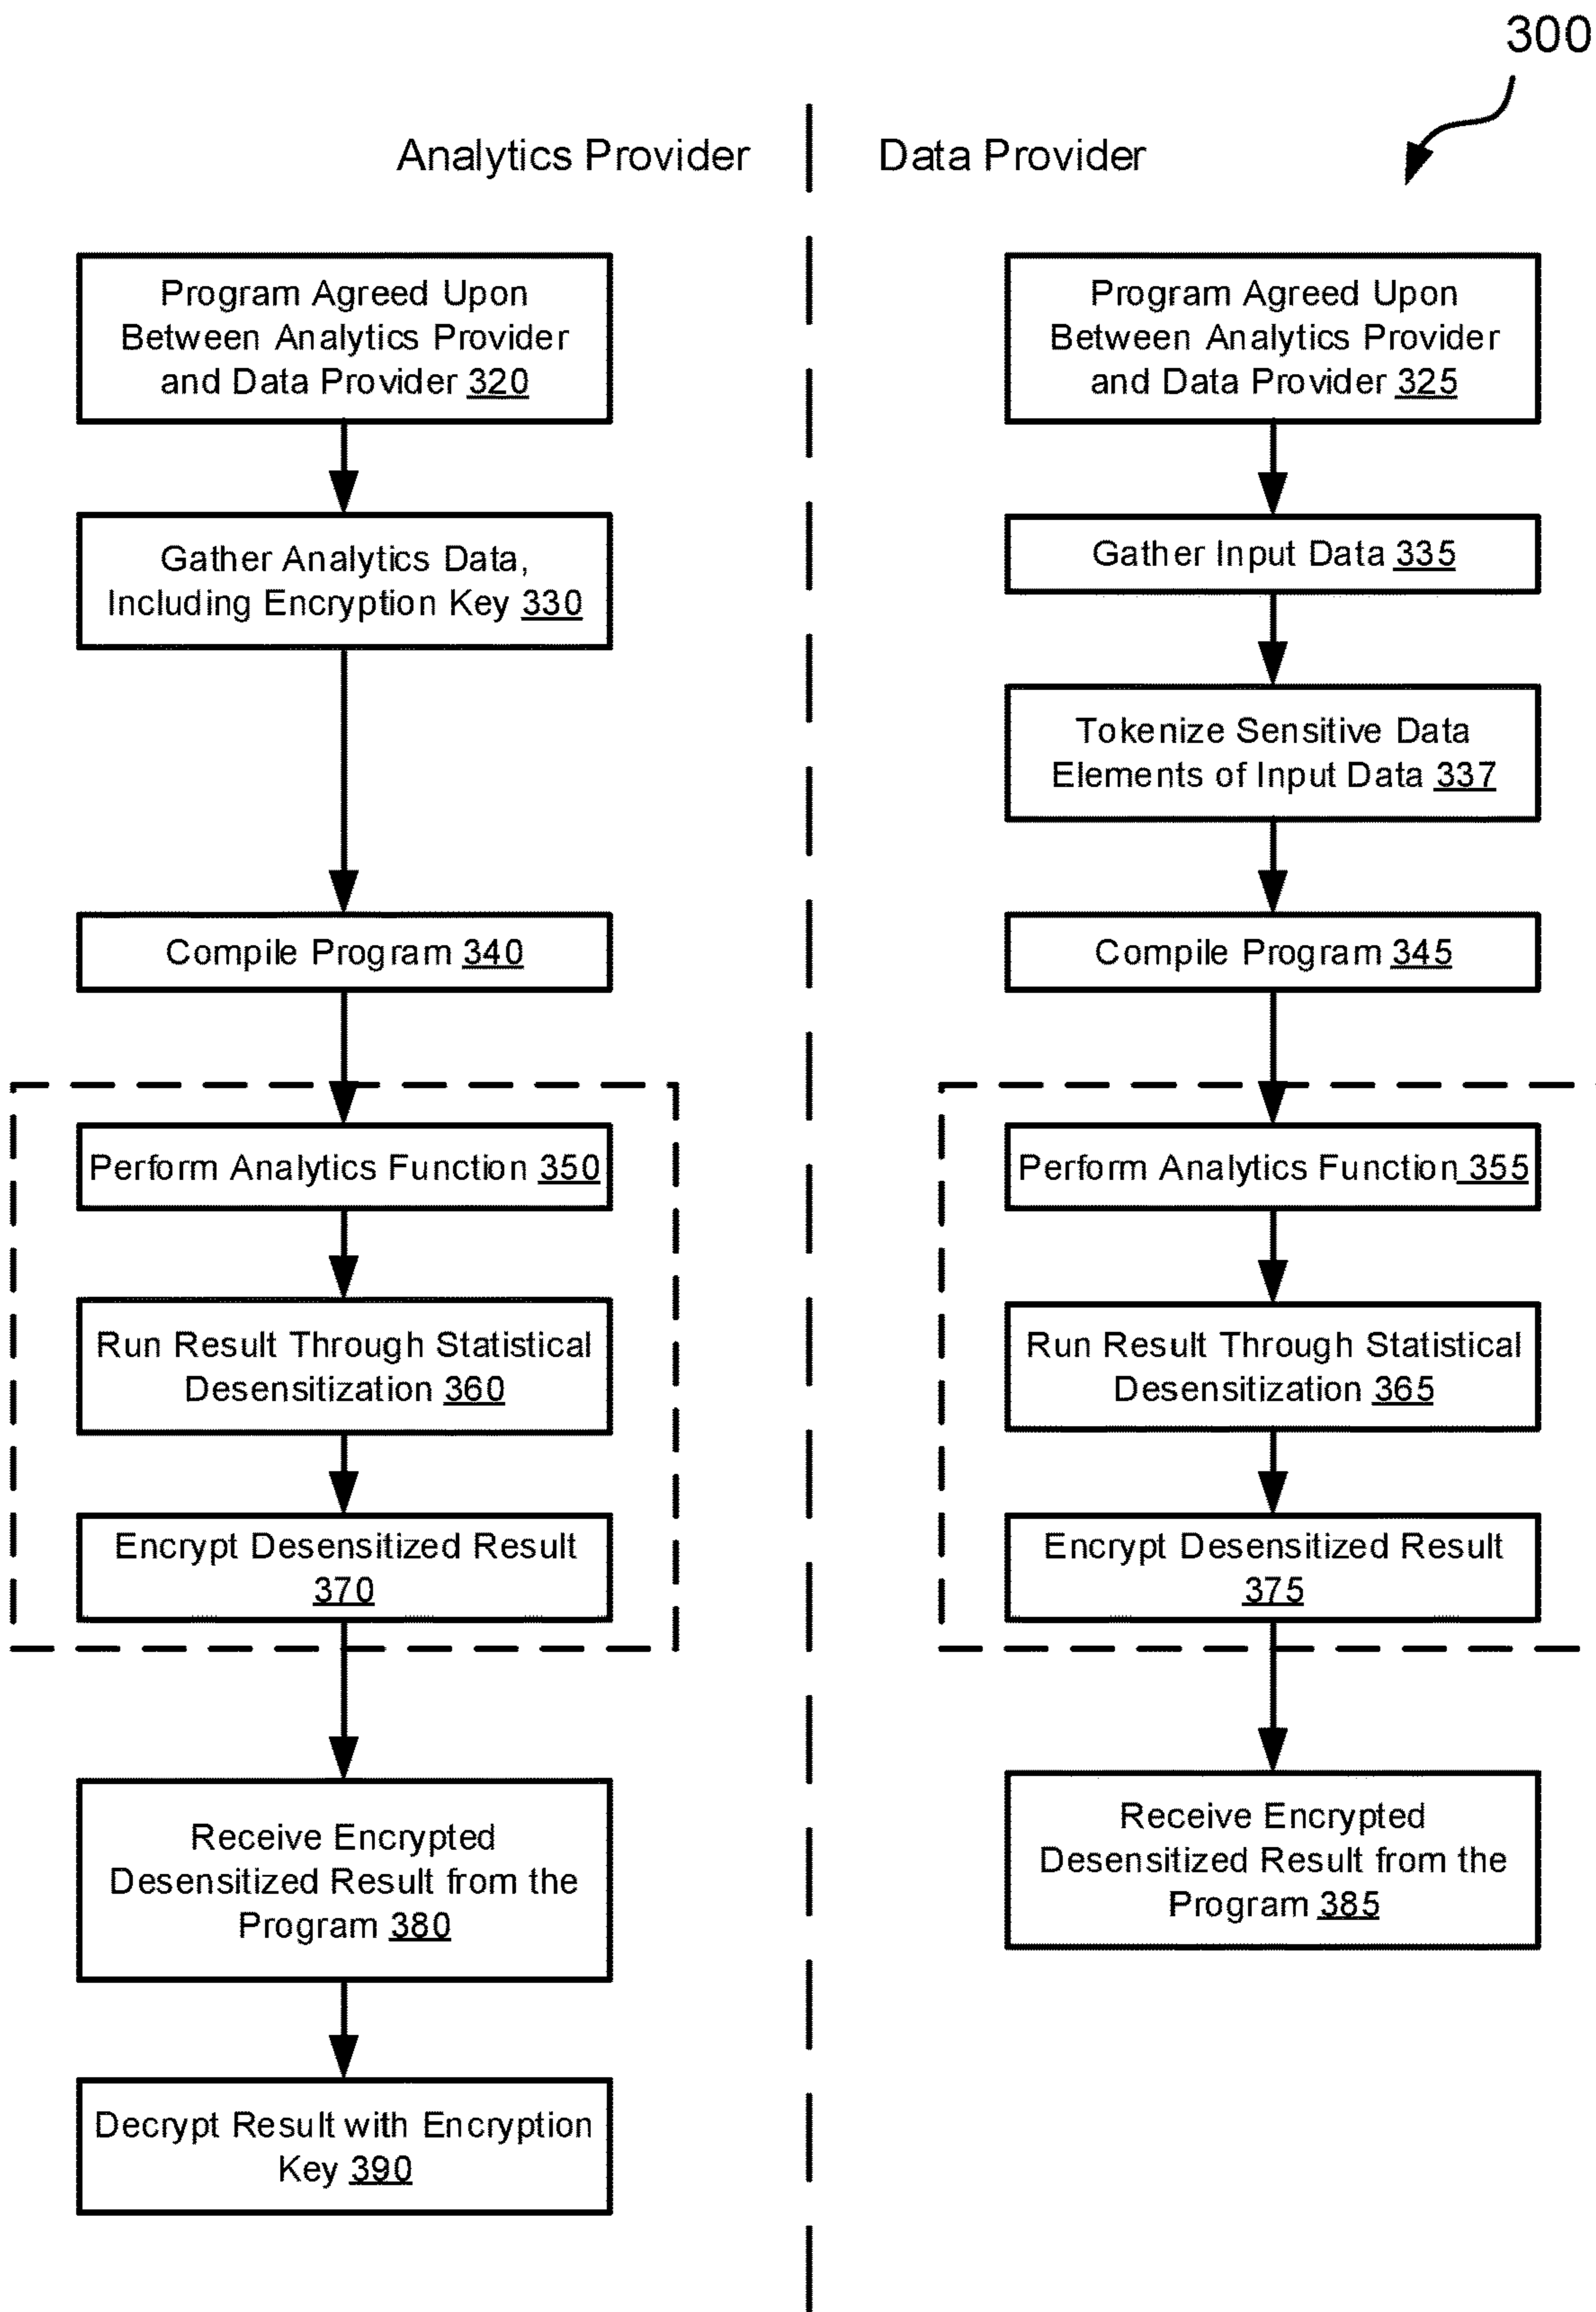 300
Analytics Provider
Data Provider
Program Agreed Upon
Between Analytics Provider
and Data Provider 320
Gather Analytics Data,
Including Encryption Key 330
Compile Program 340
Perform Analytics Function 350
Run Result Through Statistical
Desensitization 360
Encrypt Desensitized Result
370
Receive Encrypted
Desensitized Result from the
Program 380
Decrypt Result with Encryption
Key 390
Program Agreed Upon
Between Analytics Provider
and Data Provider 325
Gather Input Data 335
Tokenize Sensitive Data
Elements of Input Data 337
Compile Program 345
Perform Analytics Function 355
Run Result Through Statistical
Desensitization 365
Encrypt Desensitized Result
375
Receive Encrypted
Desensitized Result from the
Program 385